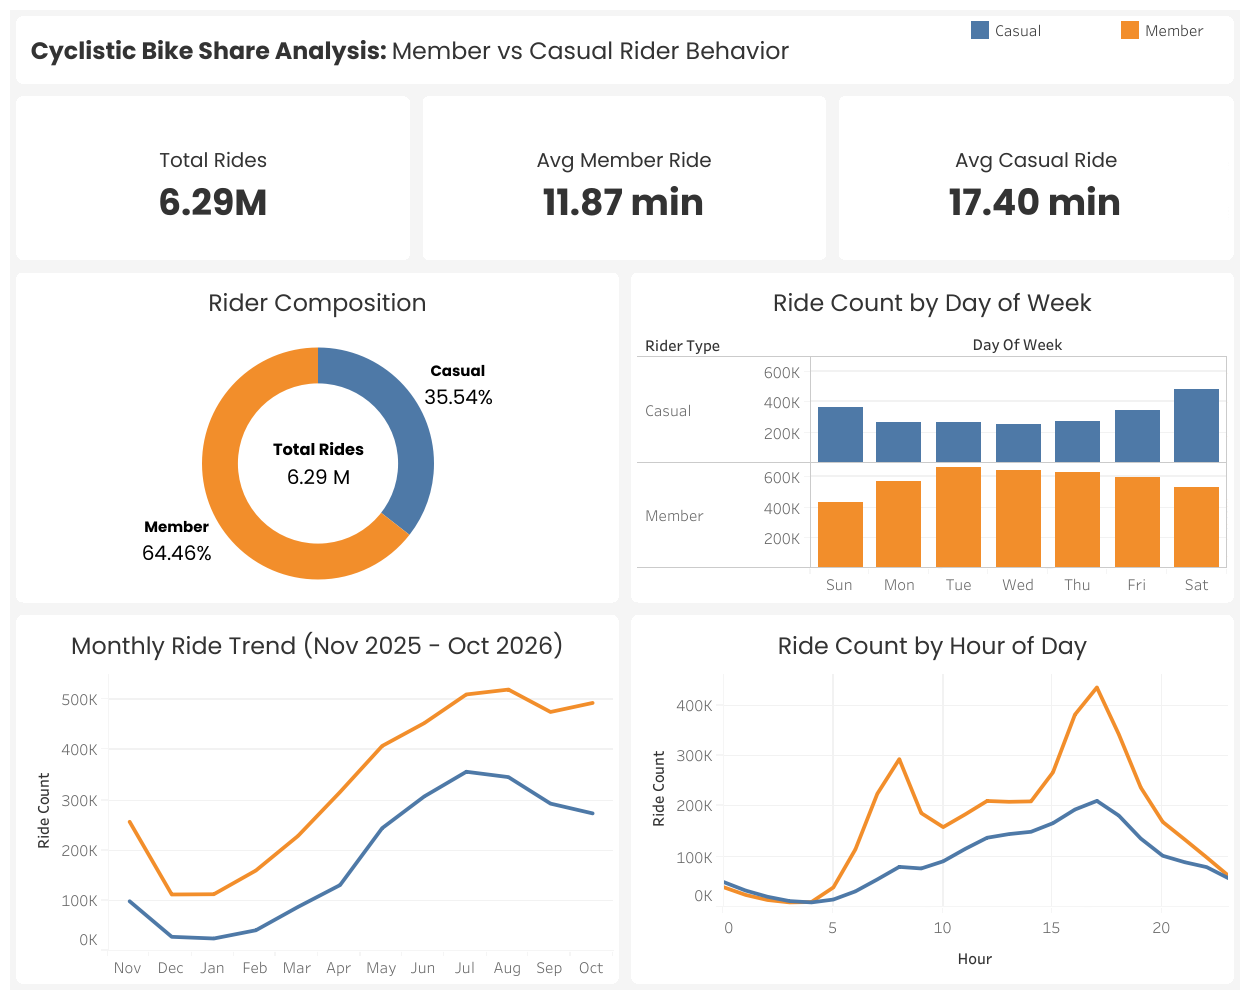 Cyclistic Bike Share Analysis: Member vs Casual Rider Behavior
Casual
Member
Total Rides
6.29M
Avg Member Ride
11.87 min
Avg Casual Ride
17.40 min
Rider Composition
Casual
35.54%
Total Rides
6.29 M
Member
64.46%
Ride Count by Day of Week
Rider Type
Day Of Week
Casual
600K
400K
200K
Member
600K
400K
200K
Sun Mon Tue Wed Thu Fri Sat
Monthly Ride Trend (Nov 2025 - Oct 2026)
Ride Count
500K
400K
300K
200K
100K
0K
Nov Dec Jan Feb Mar Apr May Jun Jul Aug Sep Oct
Ride Count by Hour of Day
Ride Count
400K
300K
200K
100K
0K
0 5 10 15 20
Hour